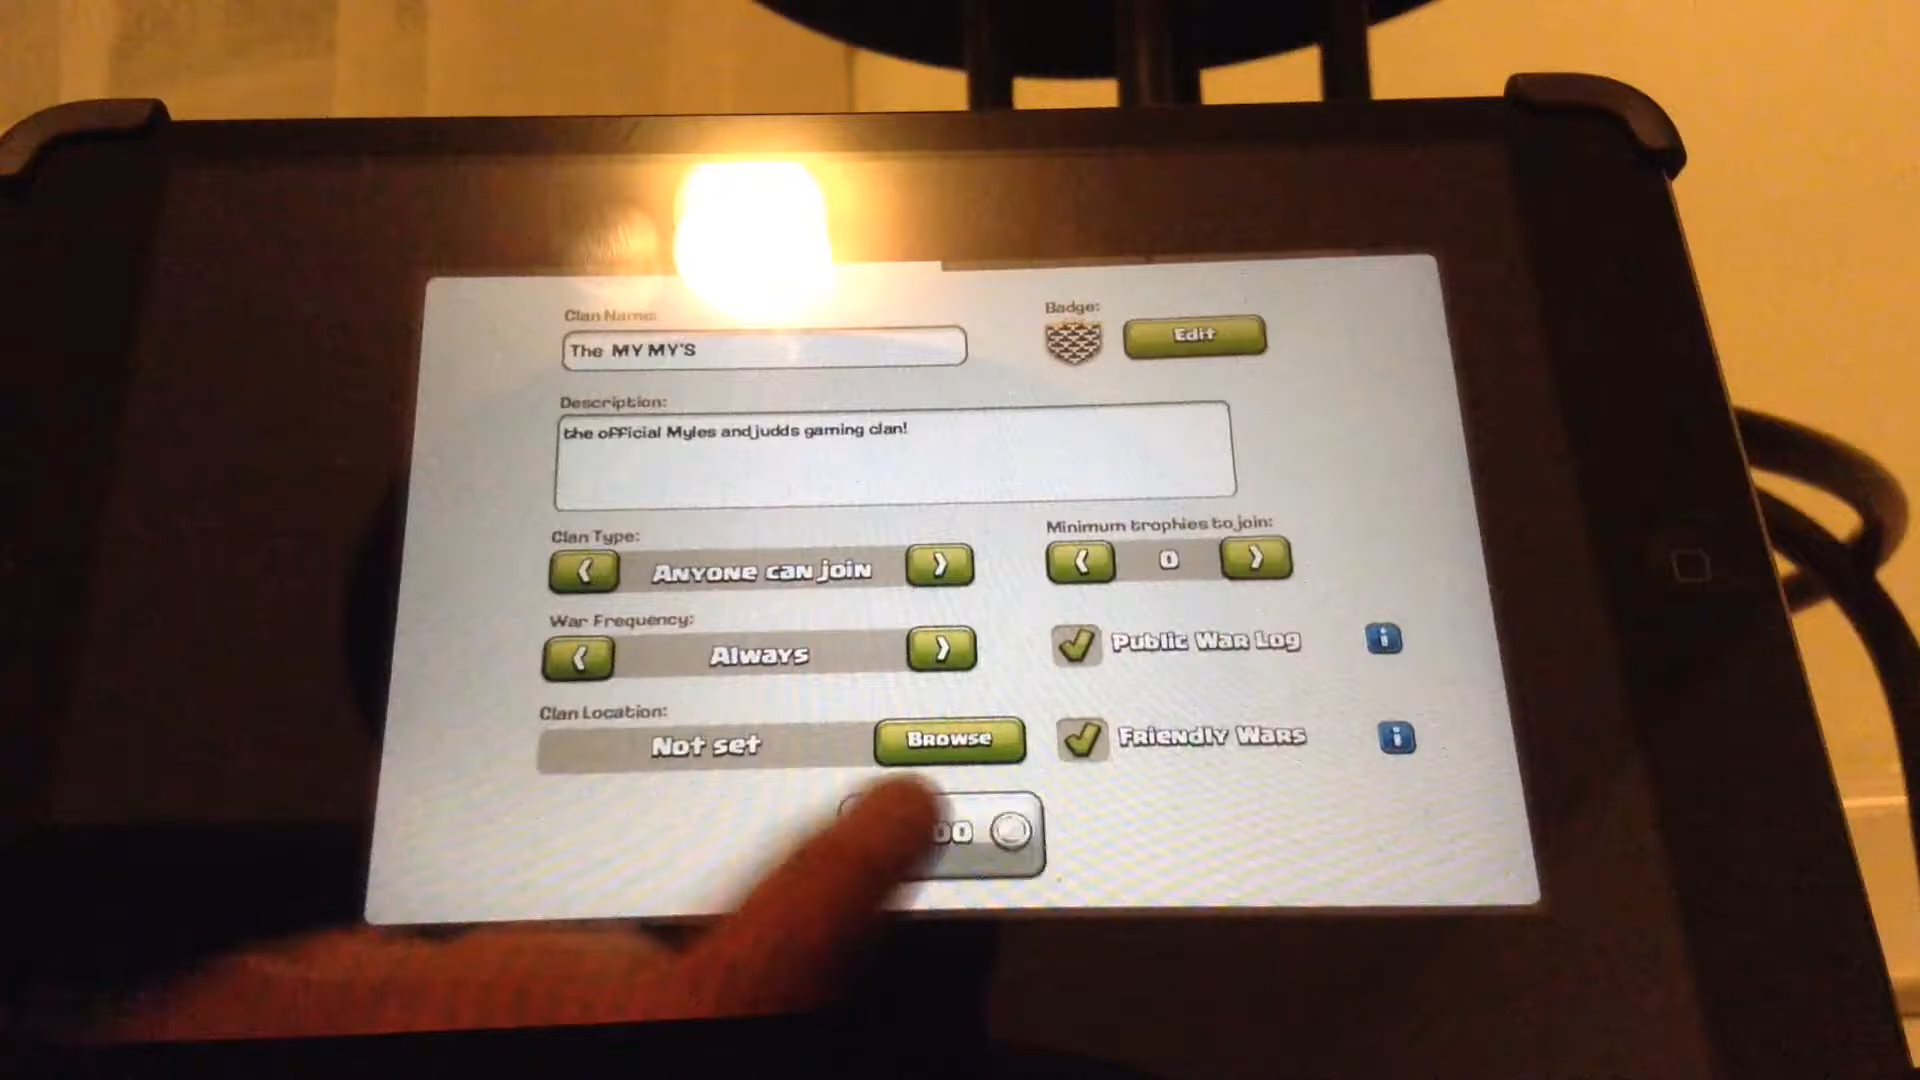 Clan Name:
Badge:
The MY MY'S
Edit
Description:
the official Myles and judds gaming clan!
Clan Type:
Minimum trophies to join:
Anyone can join
0
War Frequency:
Always
Public War Log
i
Clan Location:
Not set
Browse
Friendly Wars
i